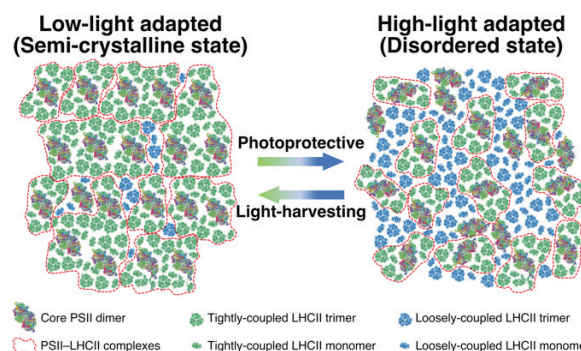 Low-light adapted
(Semi-crystalline state)
High-light adapted
(Disordered state)
Photoprotective
Light-harvesting
Core PSII dimer
Tightly-coupled LHCII trimer
Loosely-coupled LHCII trimer
PSII–LHCII complexes
Tightly-coupled LHCII monomer
Loosely-coupled LHCII monome